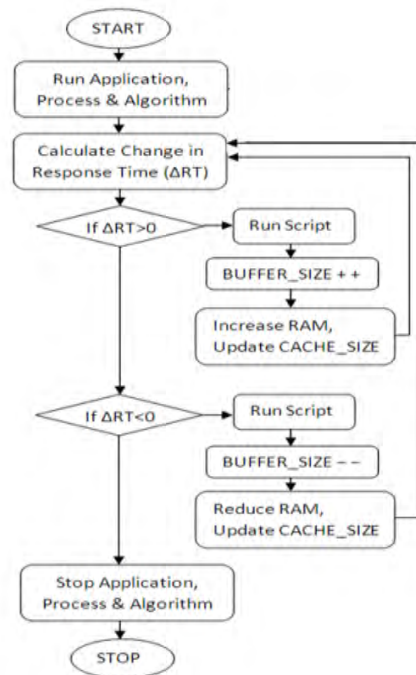 START
Run Application,
Process & Algorithm
Calculate Change in
Response Time (ΔRT)
If ΔRT>0
Run Script
BUFFER_SIZE + +
Increase RAM,
Update CACHE_SIZE
If ΔRT<0
Run Script
BUFFER_SIZE − −
Reduce RAM,
Update CACHE_SIZE
Stop Application,
Process & Algorithm
STOP